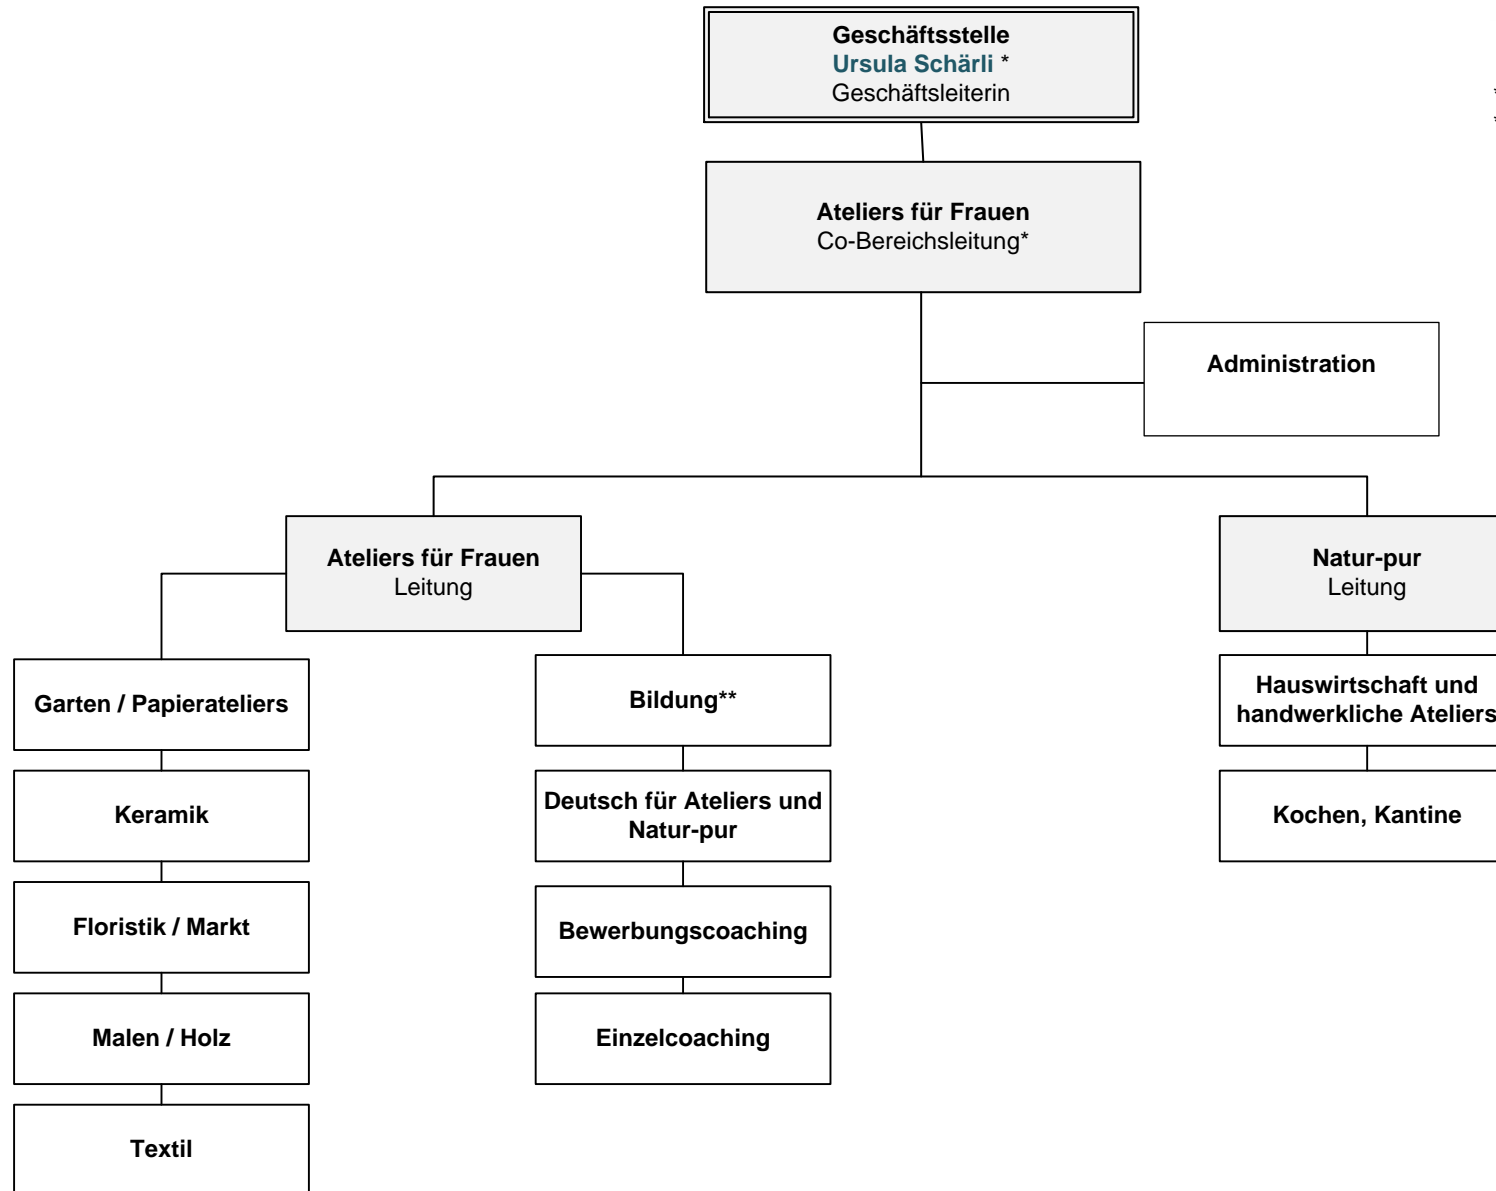 Geschäftsstelle
Ursula Schärli *
Geschäftsleiterin
*
*
Ateliers für Frauen
Co-Bereichsleitung*
Administration
Ateliers für Frauen
Leitung
Natur-pur
Leitung
Garten / Papierateliers
Keramik
Floristik / Markt
Malen / Holz
Textil
Bildung**
Deutsch für Ateliers und
Natur-pur
Bewerbungscoaching
Einzelcoaching
Hauswirtschaft und
handwerkliche Ateliers
Kochen, Kantine